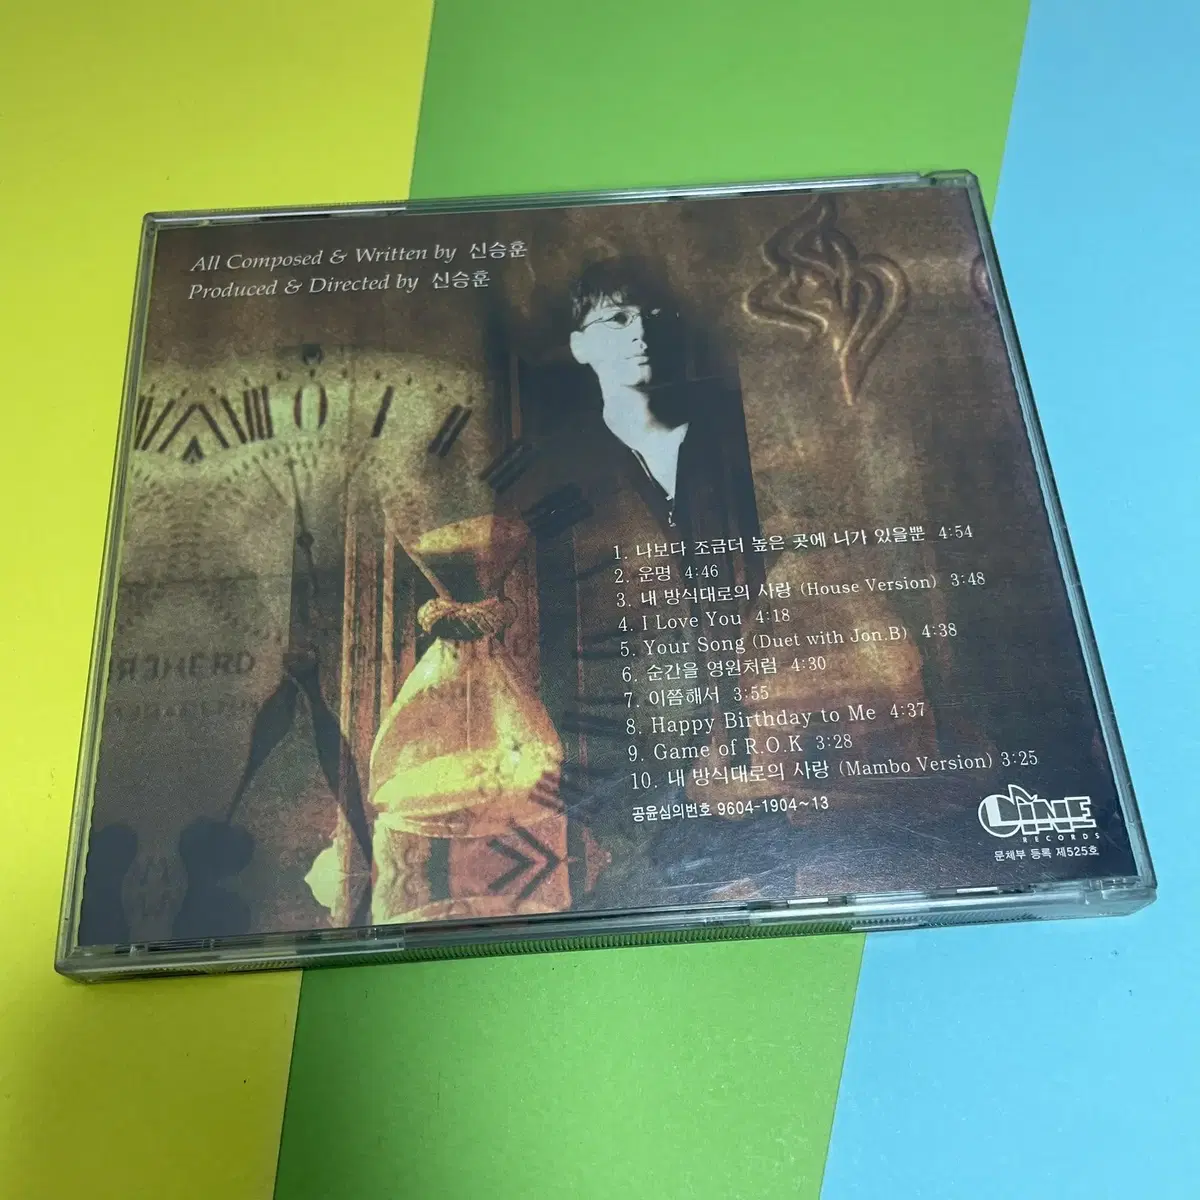 All Composed & Written by 신승훈
Produced & Directed by 신승훈
0
1. 나보다 조금더 높은 곳에 니가 있을뿐 4:54
2. 운명 4:46
3. 내 방식대로의 사랑 (House Version) 3:48
4. I Love You 4:18
5. Your Song (Duet with Jon.B) 4:38
6. 순간을 영원처럼 4:30
7. 이쯤해서 3:55
8. Happy Birthday to Me 4:37
9. Game of R.O.K 3:28
10. 내 방식대로의 사랑 (Mambo Version) 3:25
공윤심의번호 9604-1904~13
LINE
RECORDS
문체부 등록 제525호